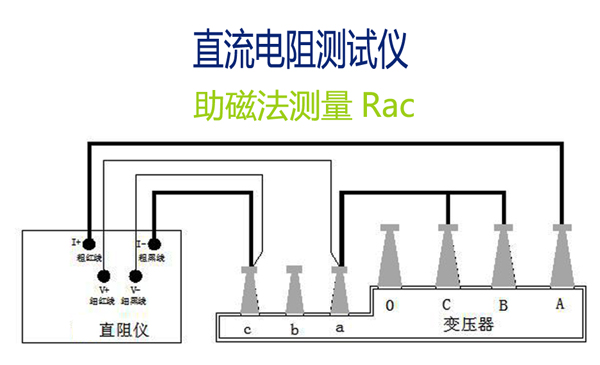 直流电阻测试仪
助磁法测量 Rac
I+ I-
粗红线 粗黑线
V+ V-
细红线 细黑线
直阻仪
c b a
O C B A
变压器